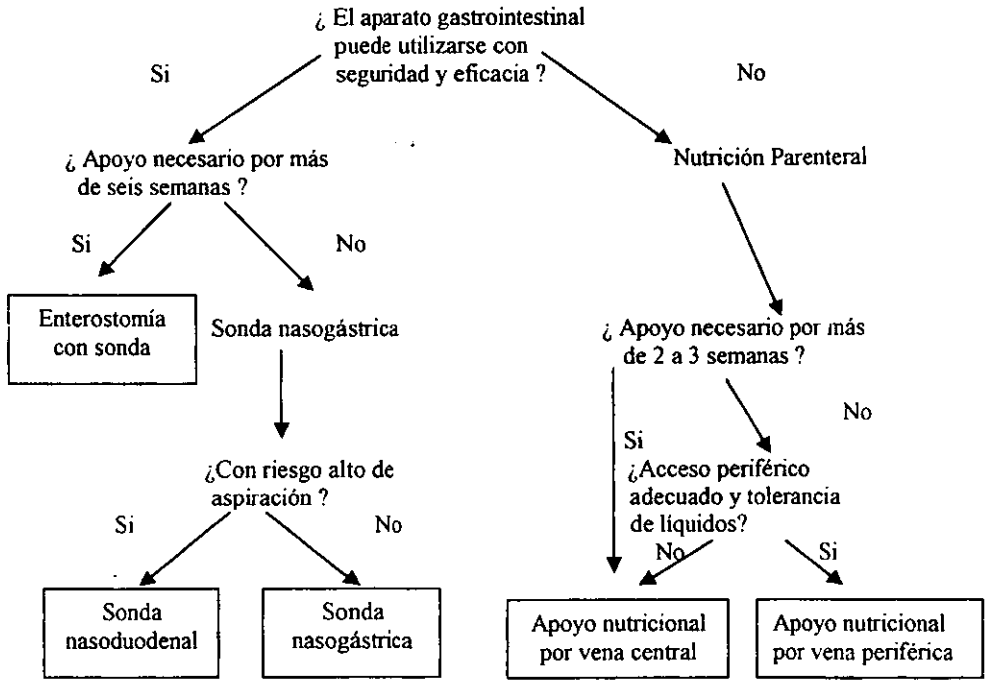 ¿ El aparato gastrointestinal
puede utilizarse con
seguridad y eficacia ?
Si
No
¿ Apoyo necesario por más
de seis semanas ?
Nutrición Parenteral
Si
No
Enterostomía
con sonda
Sonda nasogástrica
¿ Apoyo necesario por más
de 2 a 3 semanas ?
No
Si
¿Con riesgo alto de
aspiración ?
¿Acceso periférico
adecuado y tolerancia
de líquidos?
Si
No
No
Si
Sonda
nasoduodenal
Sonda
nasogástrica
Apoyo nutricional
por vena central
Apoyo nutricional
por vena periférica